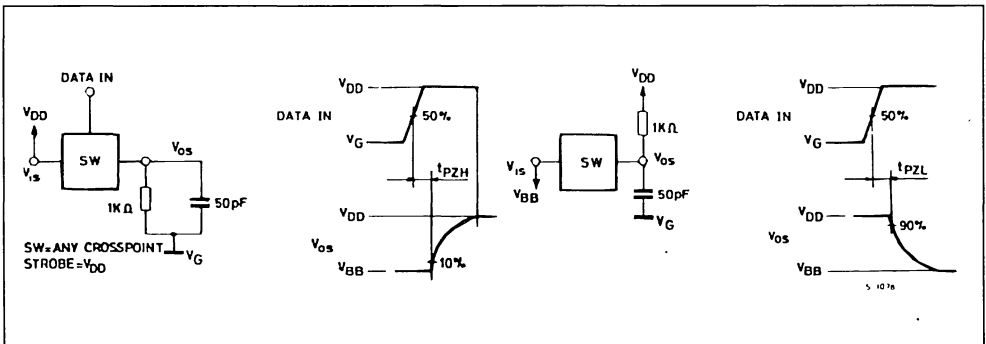 DATA IN
VDD
VIS
SW
VOS
1KΩ
50pF
VG
SW=ANY CROSSPOINT
STROBE=VDD
DATA IN
VDD
VG
50%
tPZH
VDD
VOS
VBB
10%
VDD
1KΩ
VIS
VBB
SW
VOS
50pF
VG
DATA IN
VDD
VG
50%
tPZL
VDD
VOS
VBB
90%